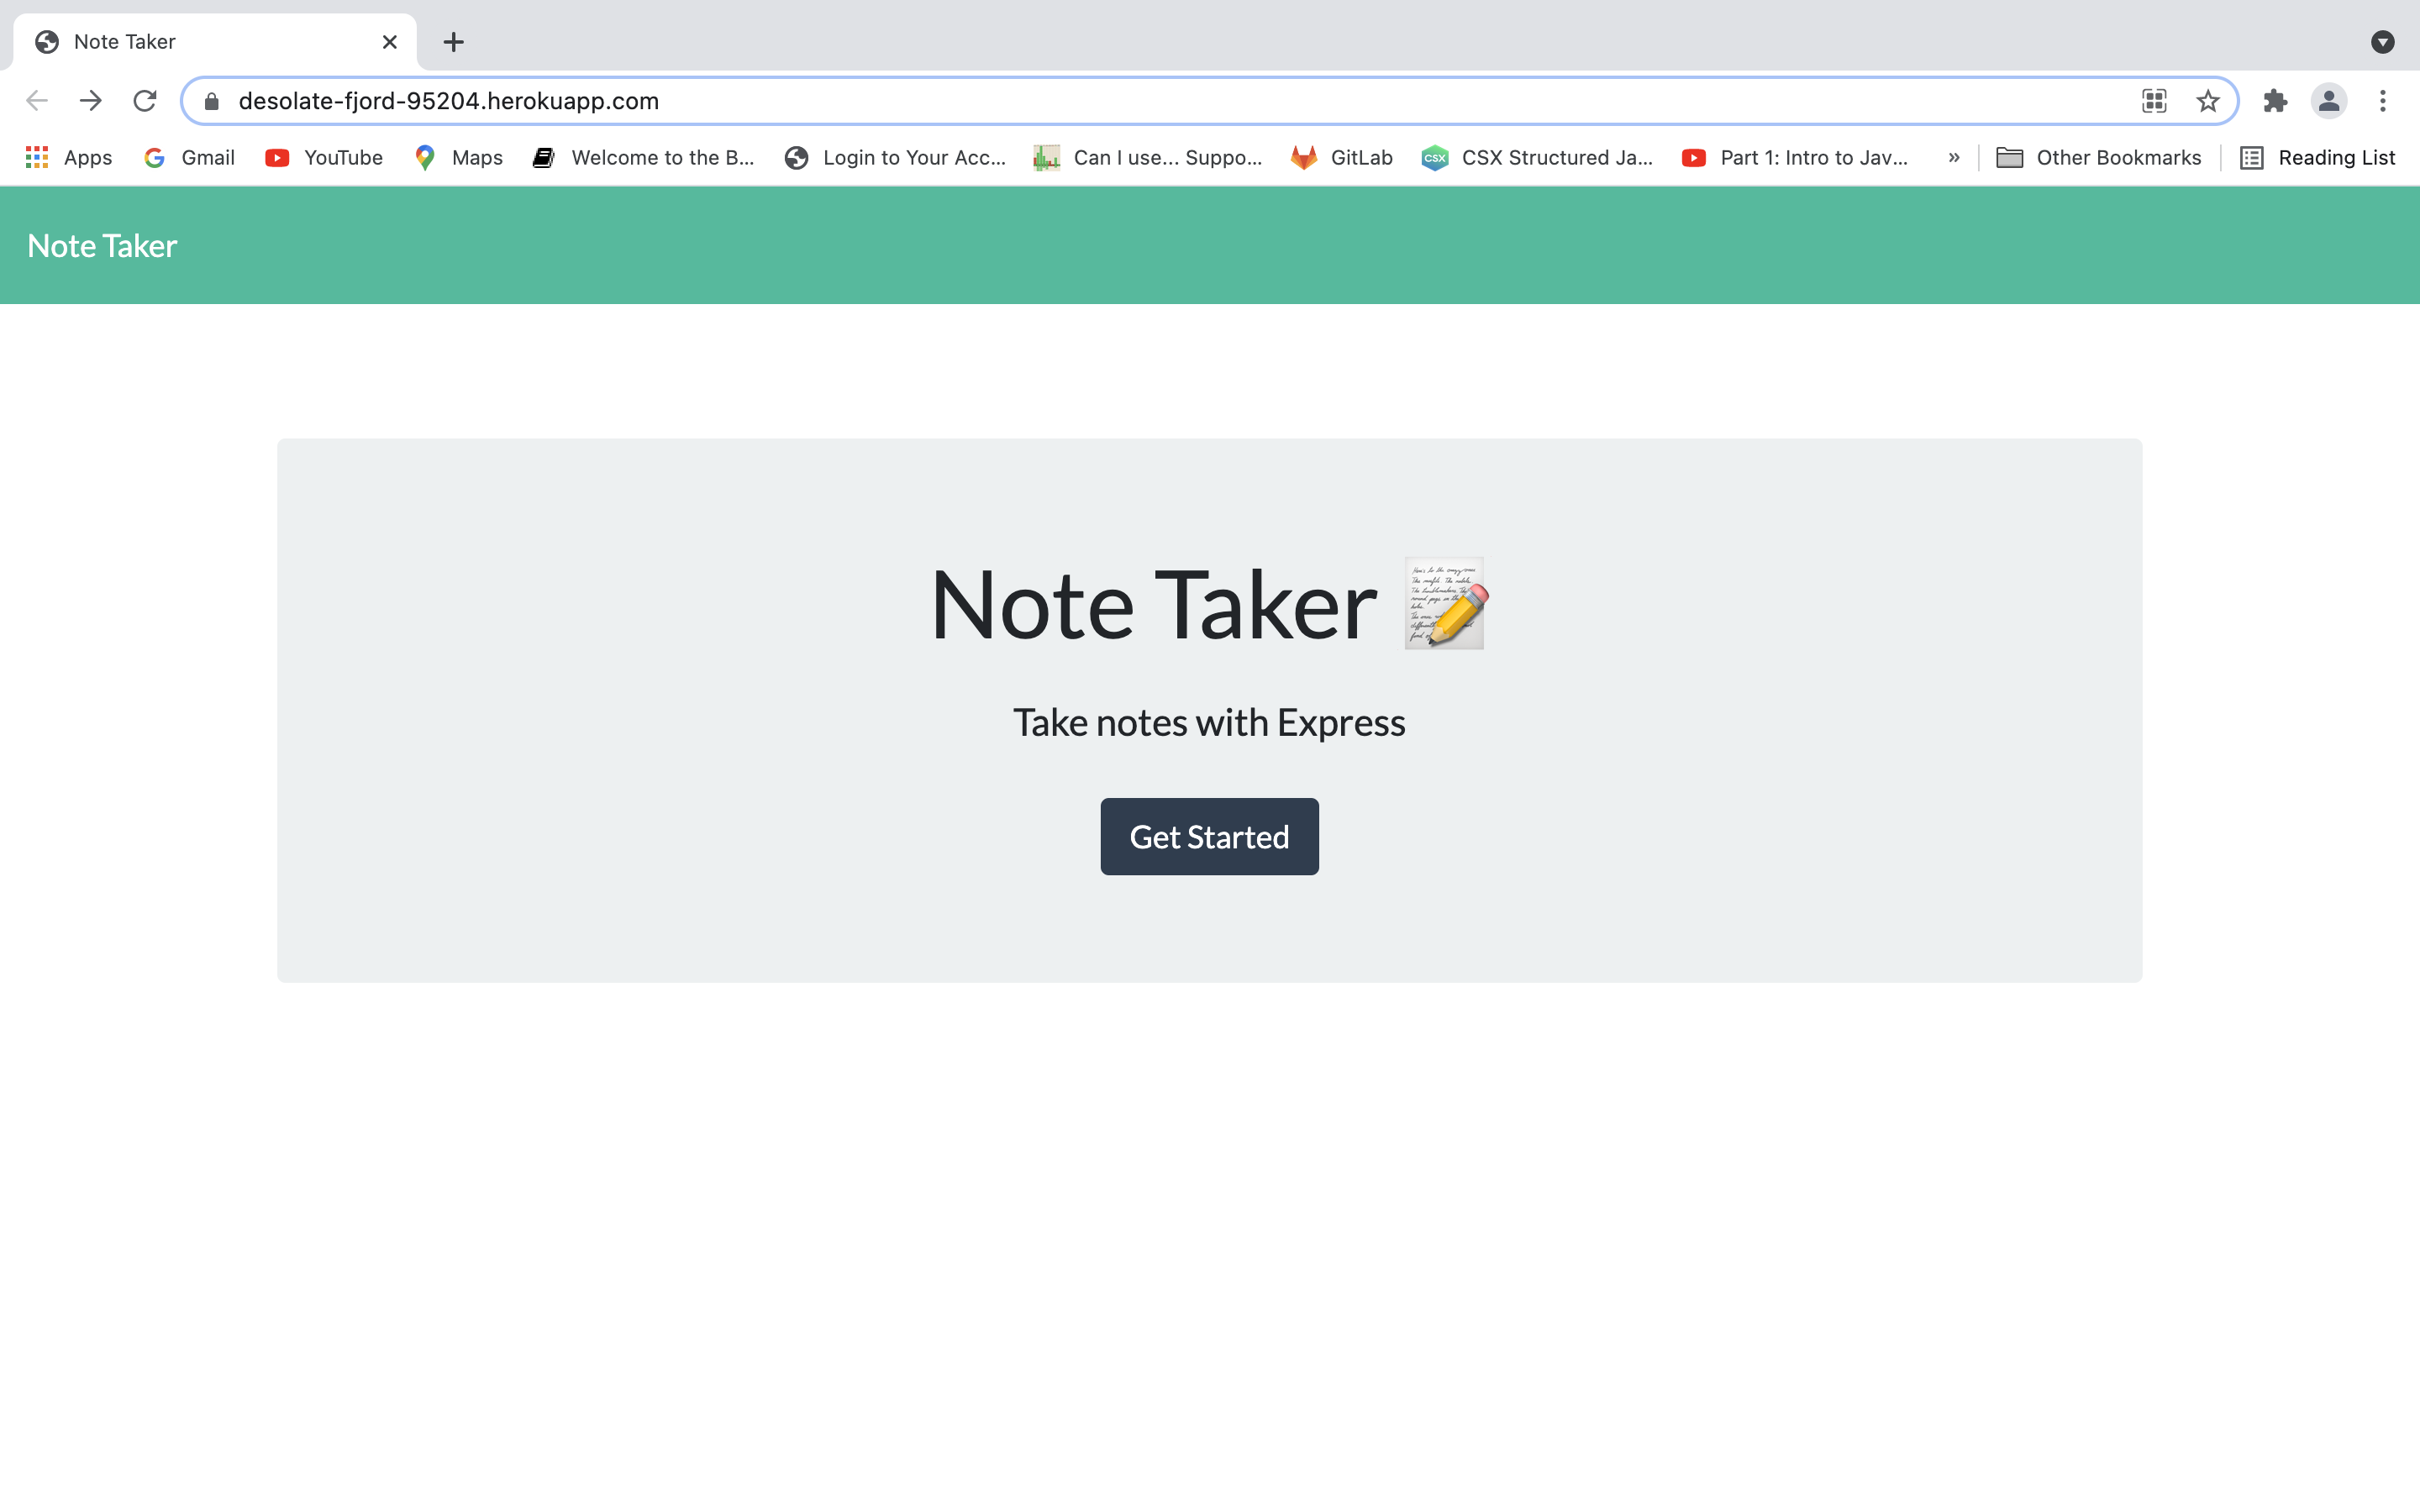 Note Taker
desolate-fjord-95204.herokuapp.com
Apps Gmail YouTube Maps Welcome to the B... Login to Your Acc... Can I use... Suppo... GitLab CSX CSX Structured Ja... Part 1: Intro to Jav... » Other Bookmarks Reading List
Note Taker
Note Taker
Take notes with Express
Get Started